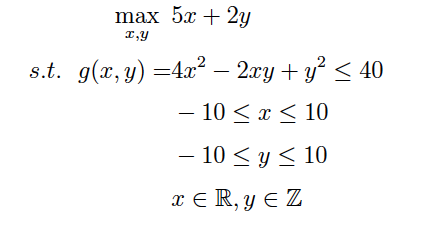 max 5x + 2y
x,y
s.t. g(x, y) =4x² − 2xy + y² ≤ 40
− 10 ≤ x ≤ 10
− 10 ≤ y ≤ 10
x ∈ ℝ, y ∈ ℤ